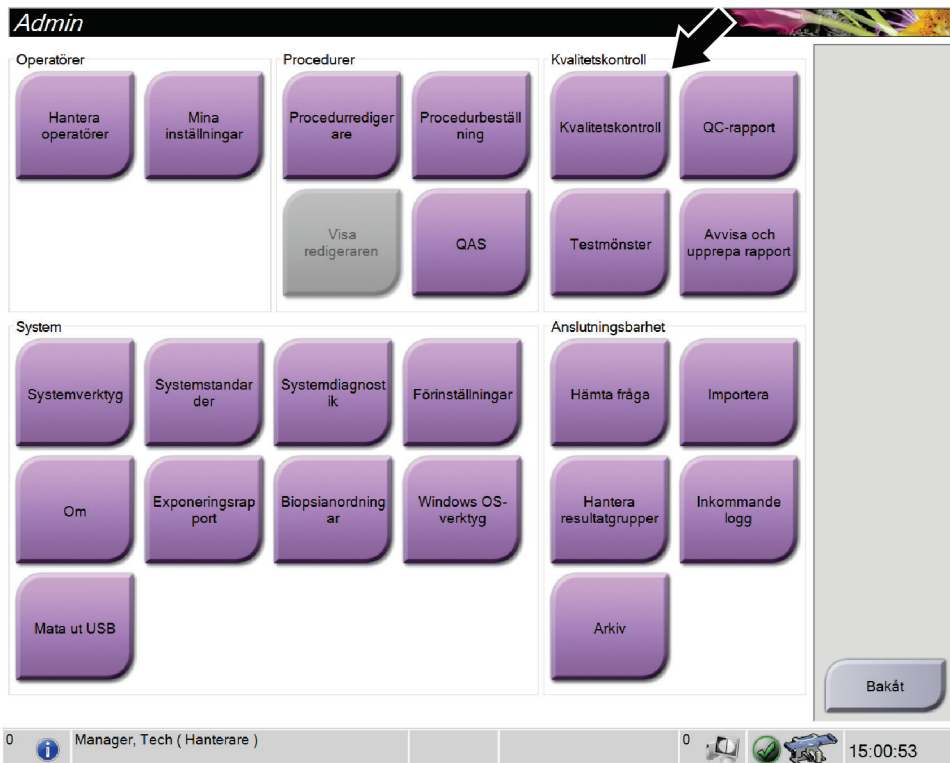 Admin
Operatörer
Hantera
operatörer
Mina
inställningar
Procedurer
Procedurrediger
are
Procedurbeställ
ning
Visa
redigeraren
QAS
Kvalitetskontroll
Kvalitetskontroll
QC-rapport
Testmönster
Avvisa och
upprepa rapport
System
Systemverktyg
Systemstandar
der
Systemdiagnost
ik
Förinställningar
Om
Exponeringsrap
port
Biopsianordning
ar
Windows OS-
verktyg
Mata ut USB
Anslutningsbarhet
Hämta fråga
Importera
Hantera
resultatgrupper
Inkommande
logg
Arkiv
Bakåt
0
Manager, Tech ( Hanterare )
0
15:00:53